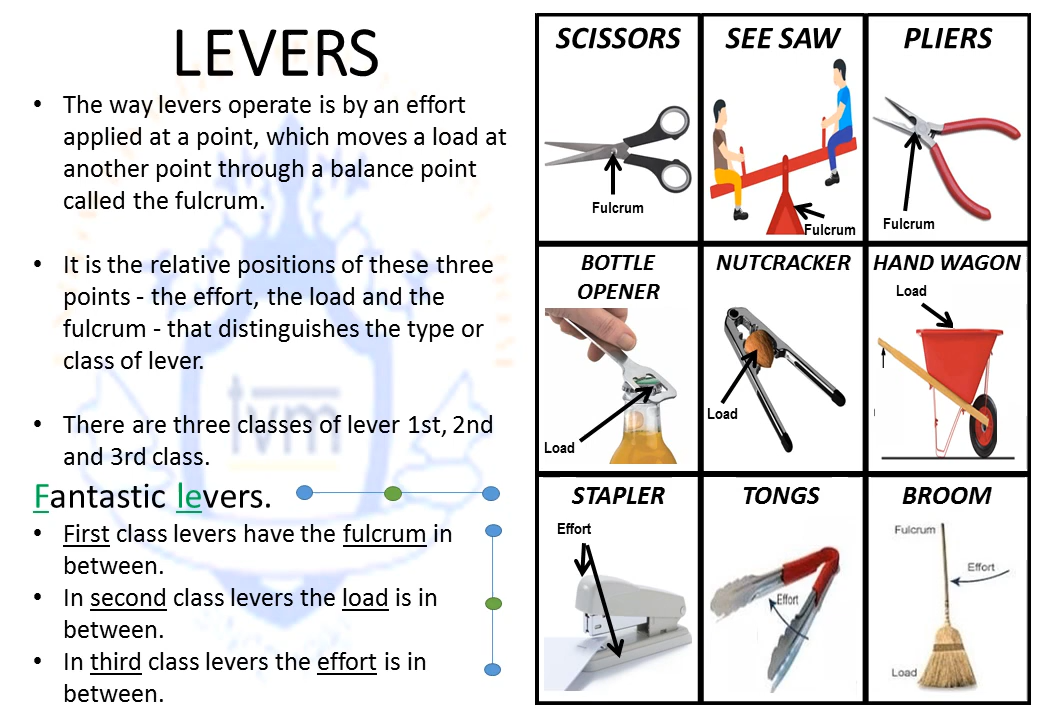 LEVERS
• The way levers operate is by an effort
applied at a point, which moves a load at
another point through a balance point
called the fulcrum.
• It is the relative positions of these three
points - the effort, the load and the
fulcrum - that distinguishes the type or
class of lever.
• There are three classes of lever 1st, 2nd
and 3rd class.
Fantastic levers.
• First class levers have the fulcrum in
between.
• In second class levers the load is in
between.
• In third class levers the effort is in
between.
tvm
SCISSORS
Fulcrum
SEE SAW
Fulcrum
PLIERS
Fulcrum
BOTTLE
OPENER
Load
NUTCRACKER
Load
HAND WAGON
Load
STAPLER
Effort
TONGS
Effort
BROOM
Fulcrum
Effort
Load